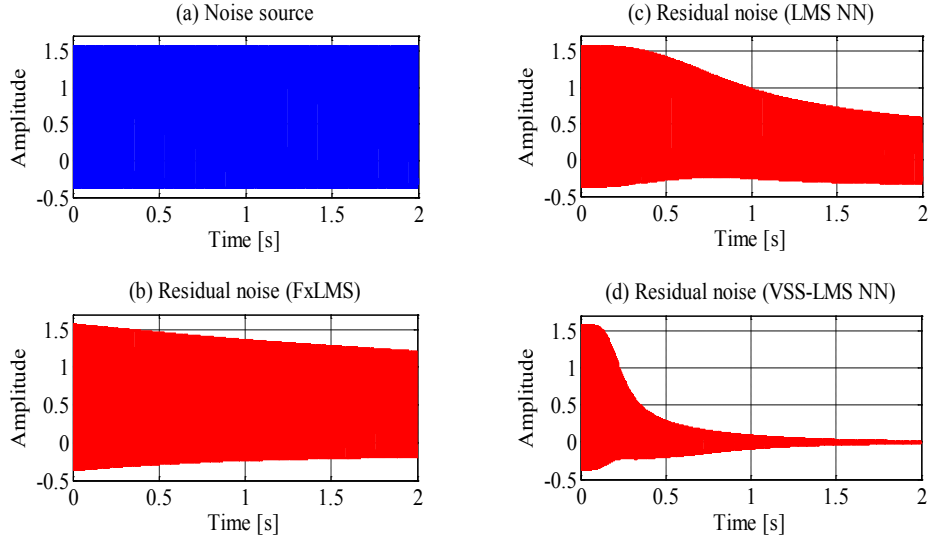 (a) Noise source
1.5
1
0.5
0
-0.5
Amplitude
0 0.5 1 1.5 2
Time [s]
(c) Residual noise (LMS NN)
1.5
1
0.5
0
-0.5
Amplitude
0 0.5 1 1.5 2
Time [s]
(b) Residual noise (FxLMS)
1.5
1
0.5
0
-0.5
Amplitude
0 0.5 1 1.5 2
Time [s]
(d) Residual noise (VSS-LMS NN)
1.5
1
0.5
0
-0.5
Amplitude
0 0.5 1 1.5 2
Time [s]